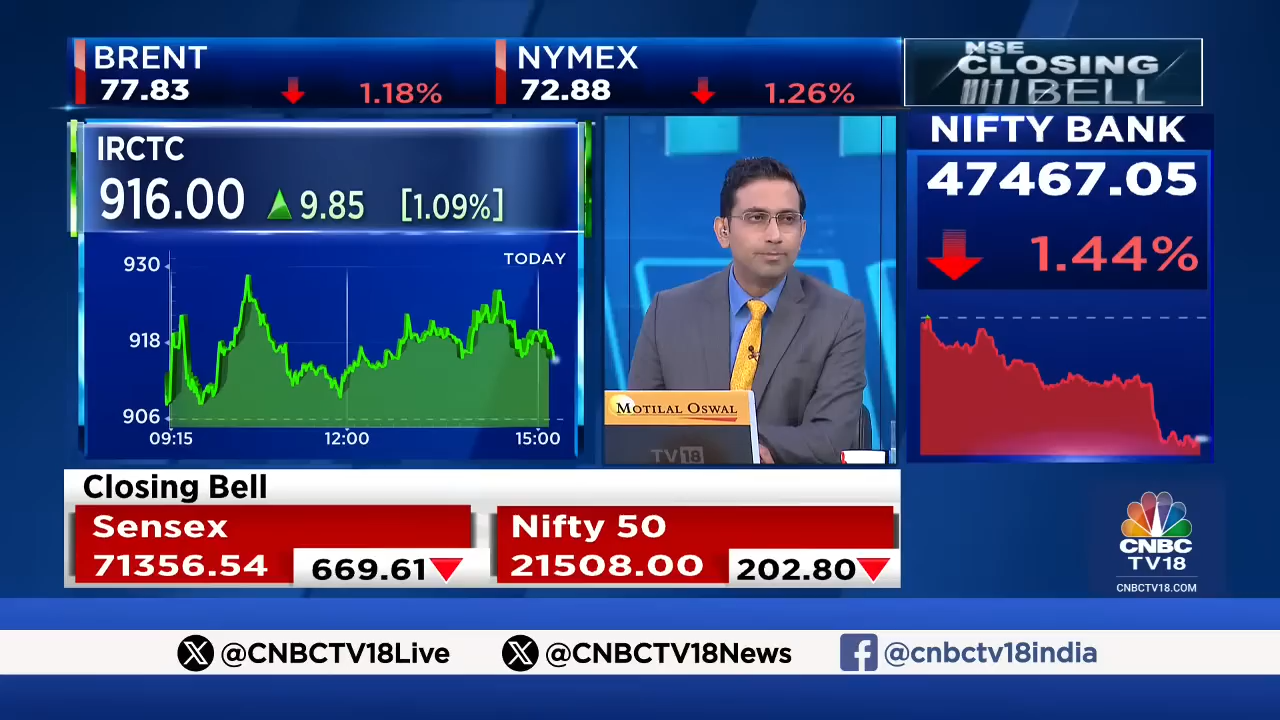 BRENT
77.83 1.18%
NYMEX
72.88 1.26%
NSE
CLOSING
BELL
IRCTC
916.00 9.85 [1.09%]
TODAY
930
918
906
09:15 12:00 15:00
MOTILAL OSWAL
TV18
NIFTY BANK
47467.05
1.44%
Closing Bell
Sensex
71356.54 669.61
Nifty 50
21508.00 202.80
CNBC
TV18
CNBCTV18.COM
@CNBCTV18Live @CNBCTV18News @cnbctv18india